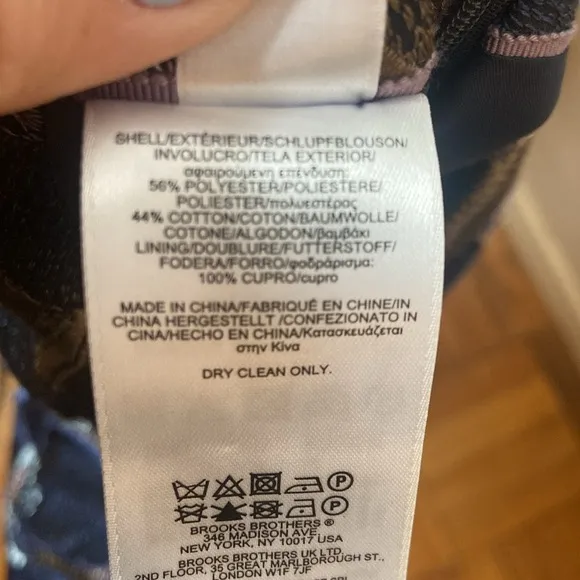 SHELL/EXTÉRIEUR/SCHLUPFBLOUSON/
INVOLUCRO/TELA EXTERIOR/
αφαιρούμενη επένδυση:
56% POLYESTER/POLIESTERE/
POLIESTER/πολυεστέρας
44% COTTON/COTON/BAUMWOLLE/
COTONE/ALGODON/βαμβάκι
LINING/DOUBLURE/FUTTERSTOFF/
FODERA/FORRO/φοδράρισμα:
100% CUPRO/cupro
MADE IN CHINA/FABRIQUÉ EN CHINE/IN
CHINA HERGESTELLT /CONFEZIONATO IN
CINA/HECHO EN CHINA/Κατασκευάζεται
στην Κίνα
DRY CLEAN ONLY.
P
P
BROOKS BROTHERS ®
346 MADISON AVE
NEW YORK, NY 10017 USA
BROOKS BROTHERS UK LTD
2ND FLOOR, 35 GREAT MARLBOROUGH ST.,
LONDON W1F 7JF